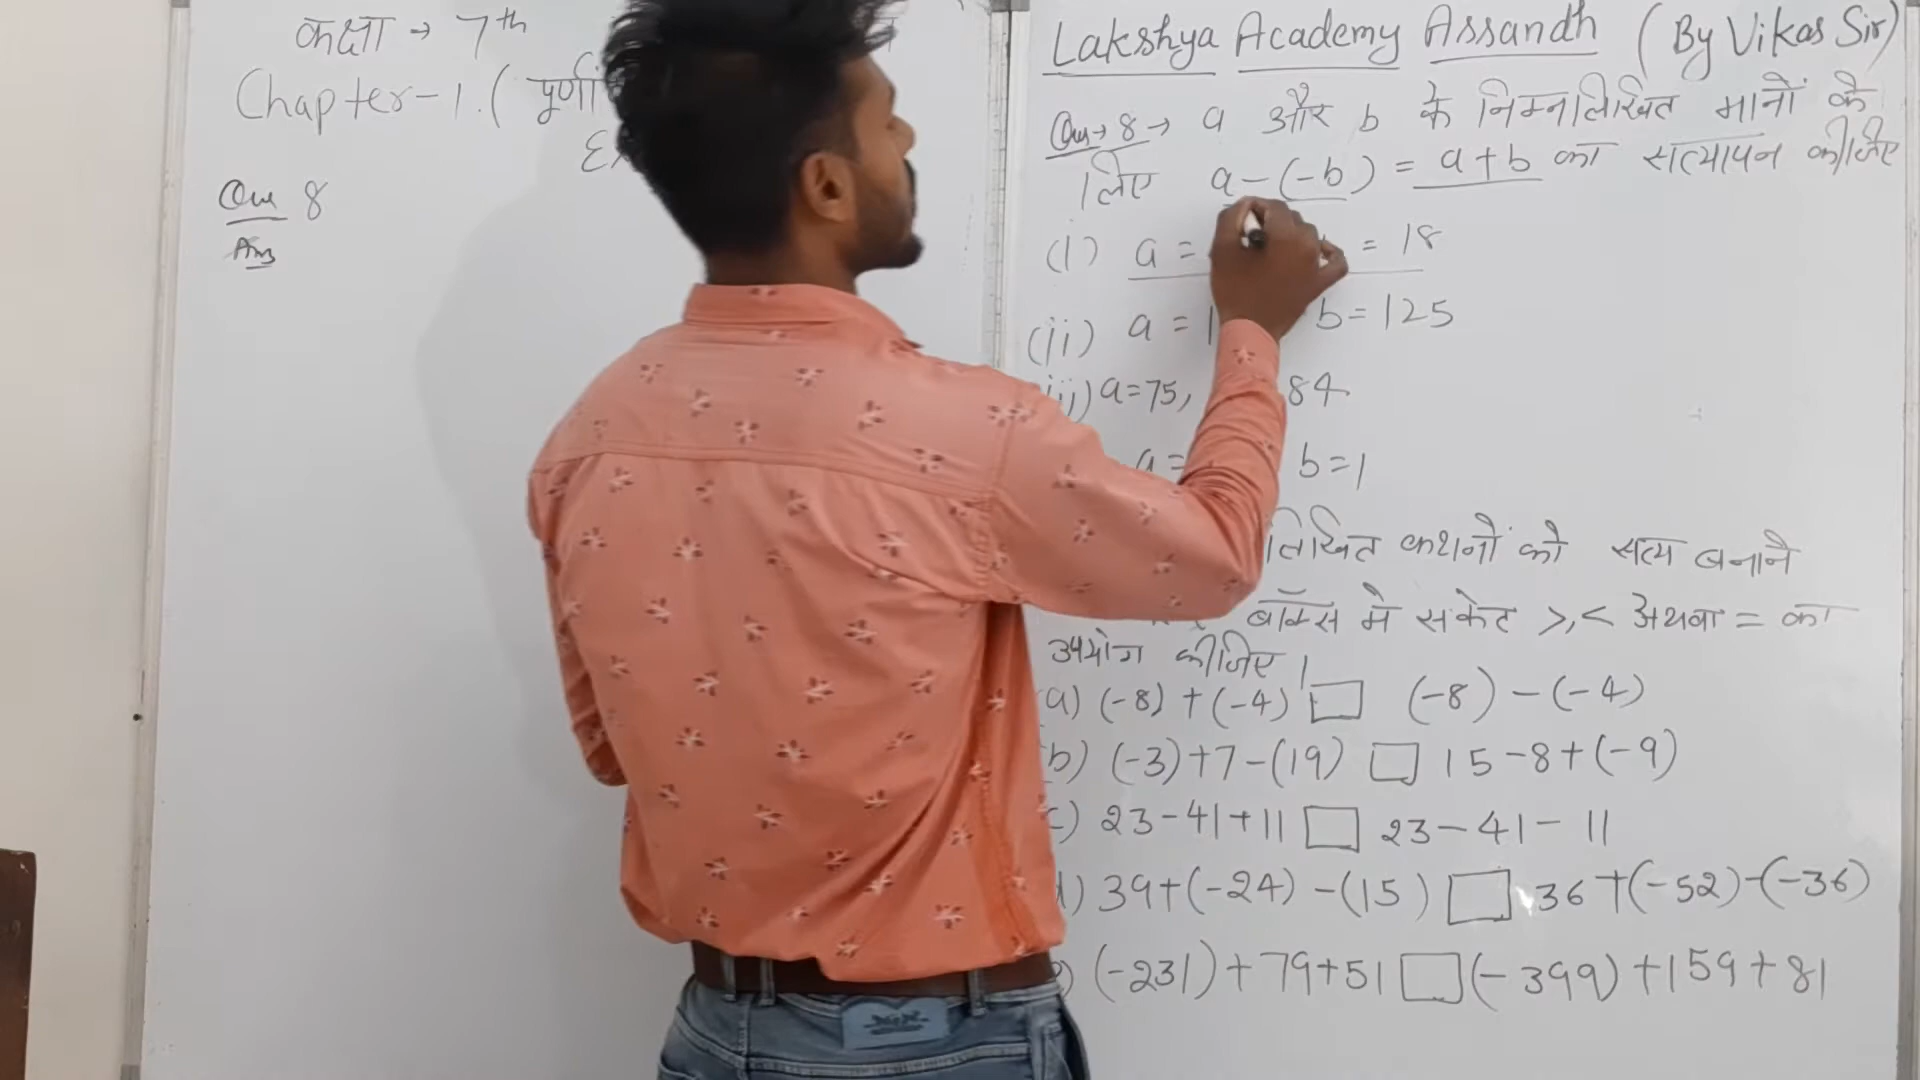 कक्षा → 7th
Chapter-1.( पूर्णा
Ex
Que 8
Ans
Lakshya Academy Assandh (By Vikas Sir)
Que→ 8→ a और b के निम्नलिखित मानों के
लिए a-(-b) = a+b का सत्यापन कीजिए
(i) a = = 18
(ii) a = 1 b=125
ii) a=75, 84
a= b=1
लिखित कथनों को सत्य बनाने
बॉक्स मे सकेट >,< अथवा = का
उपयोग कीजिए ।
(a) (-8) + (-4) □ (-8) - (-4)
b) (-3)+7-(19) □ 15-8+(-9)
c) 23-41+11 □ 23-41-11
d) 39+(-24)-(15) □ 36+(-52)-(-36)
e) (-231)+79+51 □ (-399)+159+81